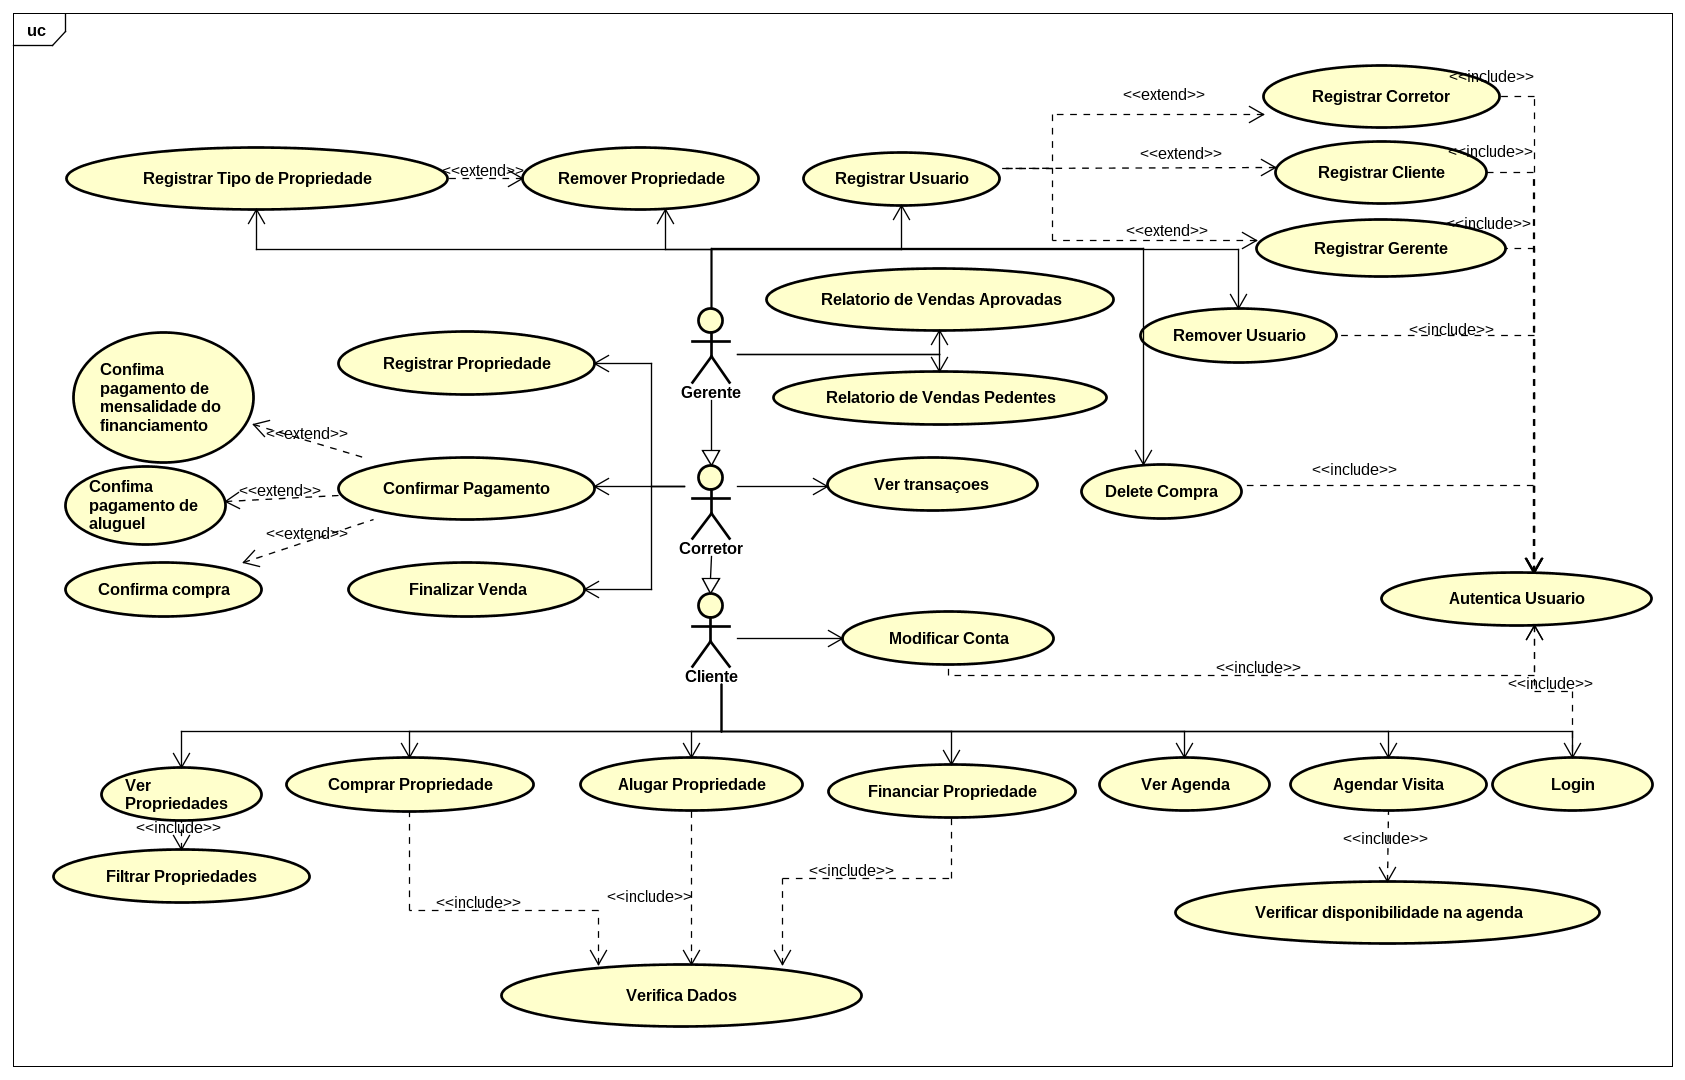 uc
<<include>>
Registrar Corretor
<<extend>>
<<extend>>
<<include>>
Registrar Cliente
Registrar Tipo de Propriedade
<<extend>>
Remover Propriedade
Registrar Usuario
<<extend>>
<<include>>
Registrar Gerente
Relatorio de Vendas Aprovadas
Remover Usuario
<<include>>
Registrar Propriedade
Gerente
Relatorio de Vendas Pedentes
Confima
pagamento de
mensalidade do
financiamento
<<extend>>
Confirmar Pagamento
Ver transaçoes
<<include>>
Delete Compra
Confima
pagamento de
aluguel
<<extend>>
<<extend>>
Corretor
Confirma compra
Finalizar Venda
Autentica Usuario
Modificar Conta
<<include>>
Cliente
<<include>>
Ver
Propriedades
Comprar Propriedade
Alugar Propriedade
Financiar Propriedade
Ver Agenda
Agendar Visita
Login
<<include>>
<<include>>
Filtrar Propriedades
<<include>>
<<include>>
<<include>>
Verificar disponibilidade na agenda
Verifica Dados